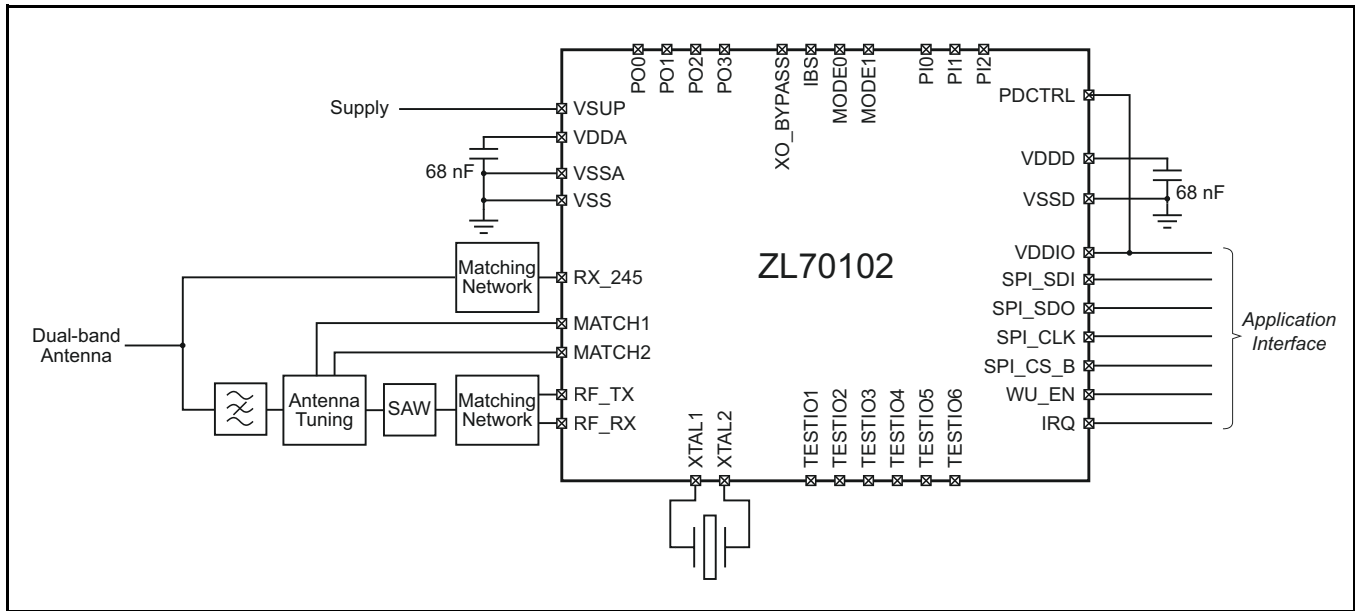 PO0
PO1
PO2
PO3
XO_BYPASS
IBS
MODE0
MODE1
PI0
PI1
PI2
Supply
VSUP
VDDA
68 nF
VSSA
VSS
PDCTRL
VDDD
68 nF
VSSD
ZL70102
Matching
Network
RX_245
MATCH1
MATCH2
Dual-band
Antenna
Antenna
Tuning
SAW
Matching
Network
RF_TX
RF_RX
VDDIO
SPI_SDI
SPI_SDO
SPI_CLK
SPI_CS_B
WU_EN
IRQ
Application
Interface
XTAL1
XTAL2
TESTIO1
TESTIO2
TESTIO3
TESTIO4
TESTIO5
TESTIO6